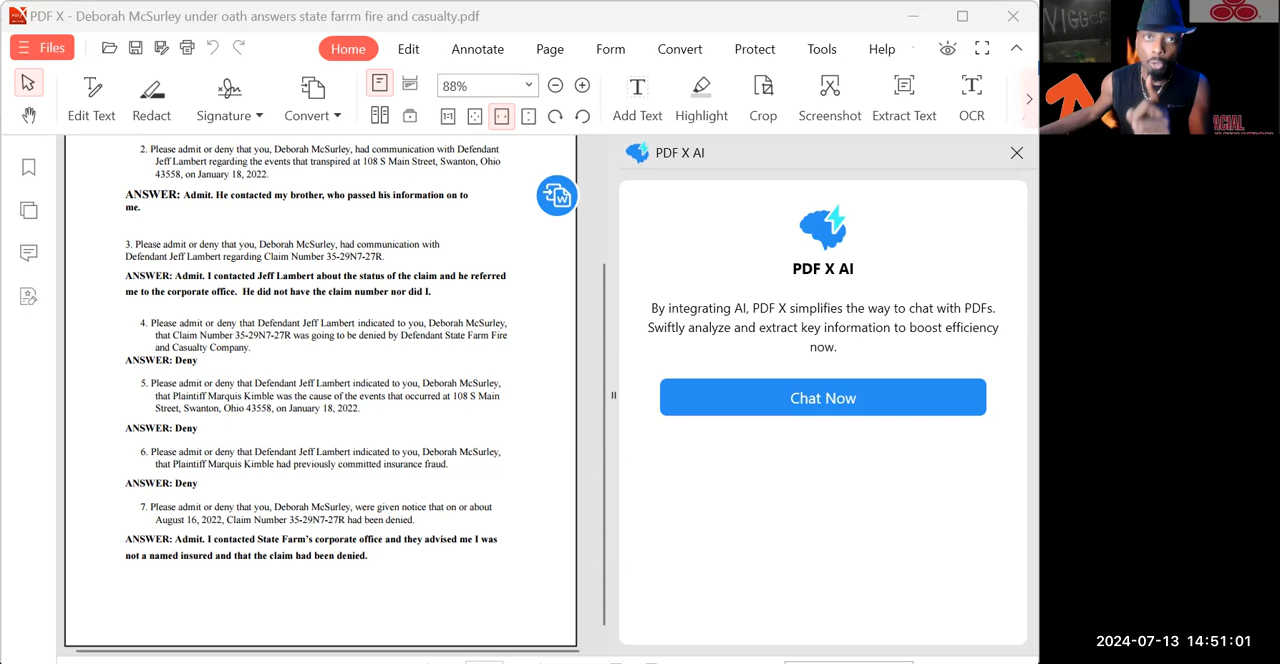 PDF X - Deborah McSurley under oath answers state farrm fire and casualty.pdf
Files
Home Edit Annotate Page Form Convert Protect Tools Help
88%
Edit Text Redact Signature Convert Add Text Highlight Crop Screenshot Extract Text OCR
2. Please admit or deny that you, Deborah McSurley, had communication with Defendant
Jeff Lambert regarding the events that transpired at 108 S Main Street, Swanton, Ohio
43558, on January 18, 2022.
ANSWER: Admit. He contacted my brother, who passed his information on to
me.
3. Please admit or deny that you, Deborah McSurley, had communication with
Defendant Jeff Lambert regarding Claim Number 35-29N7-27R.
ANSWER: Admit. I contacted Jeff Lambert about the status of the claim and he referred
me to the corporate office. He did not have the claim number nor did I.
4. Please admit or deny that Defendant Jeff Lambert indicated to you, Deborah McSurley,
that Claim Number 35-29N7-27R was going to be denied by Defendant State Farm Fire
and Casualty Company.
ANSWER: Deny
5. Please admit or deny that Defendant Jeff Lambert indicated to you, Deborah McSurley,
that Plaintiff Marquis Kimble was the cause of the events that occurred at 108 S Main
Street, Swanton, Ohio 43558, on January 18, 2022.
ANSWER: Deny
6. Please admit or deny that Defendant Jeff Lambert indicated to you, Deborah McSurley,
that Plaintiff Marquis Kimble had previously committed insurance fraud.
ANSWER: Deny
7. Please admit or deny that you, Deborah McSurley, were given notice that on or about
August 16, 2022, Claim Number 35-29N7-27R had been denied.
ANSWER: Admit. I contacted State Farm's corporate office and they advised me I was
not a named insured and that the claim had been denied.
PDF X AI
PDF X AI
By integrating AI, PDF X simplifies the way to chat with PDFs.
Swiftly analyze and extract key information to boost efficiency
now.
Chat Now
2024-07-13 14:51:01